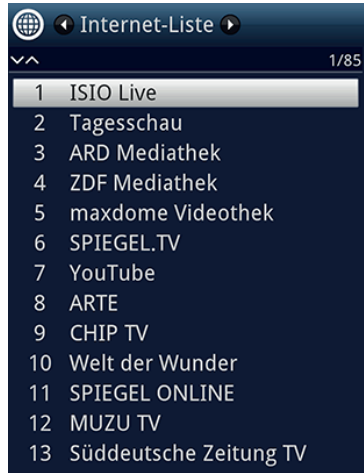 Internet-Liste
1/85
1 ISIO Live
2 Tagesschau
3 ARD Mediathek
4 ZDF Mediathek
5 maxdome Videothek
6 SPIEGEL.TV
7 YouTube
8 ARTE
9 CHIP TV
10 Welt der Wunder
11 SPIEGEL ONLINE
12 MUZU TV
13 Süddeutsche Zeitung TV